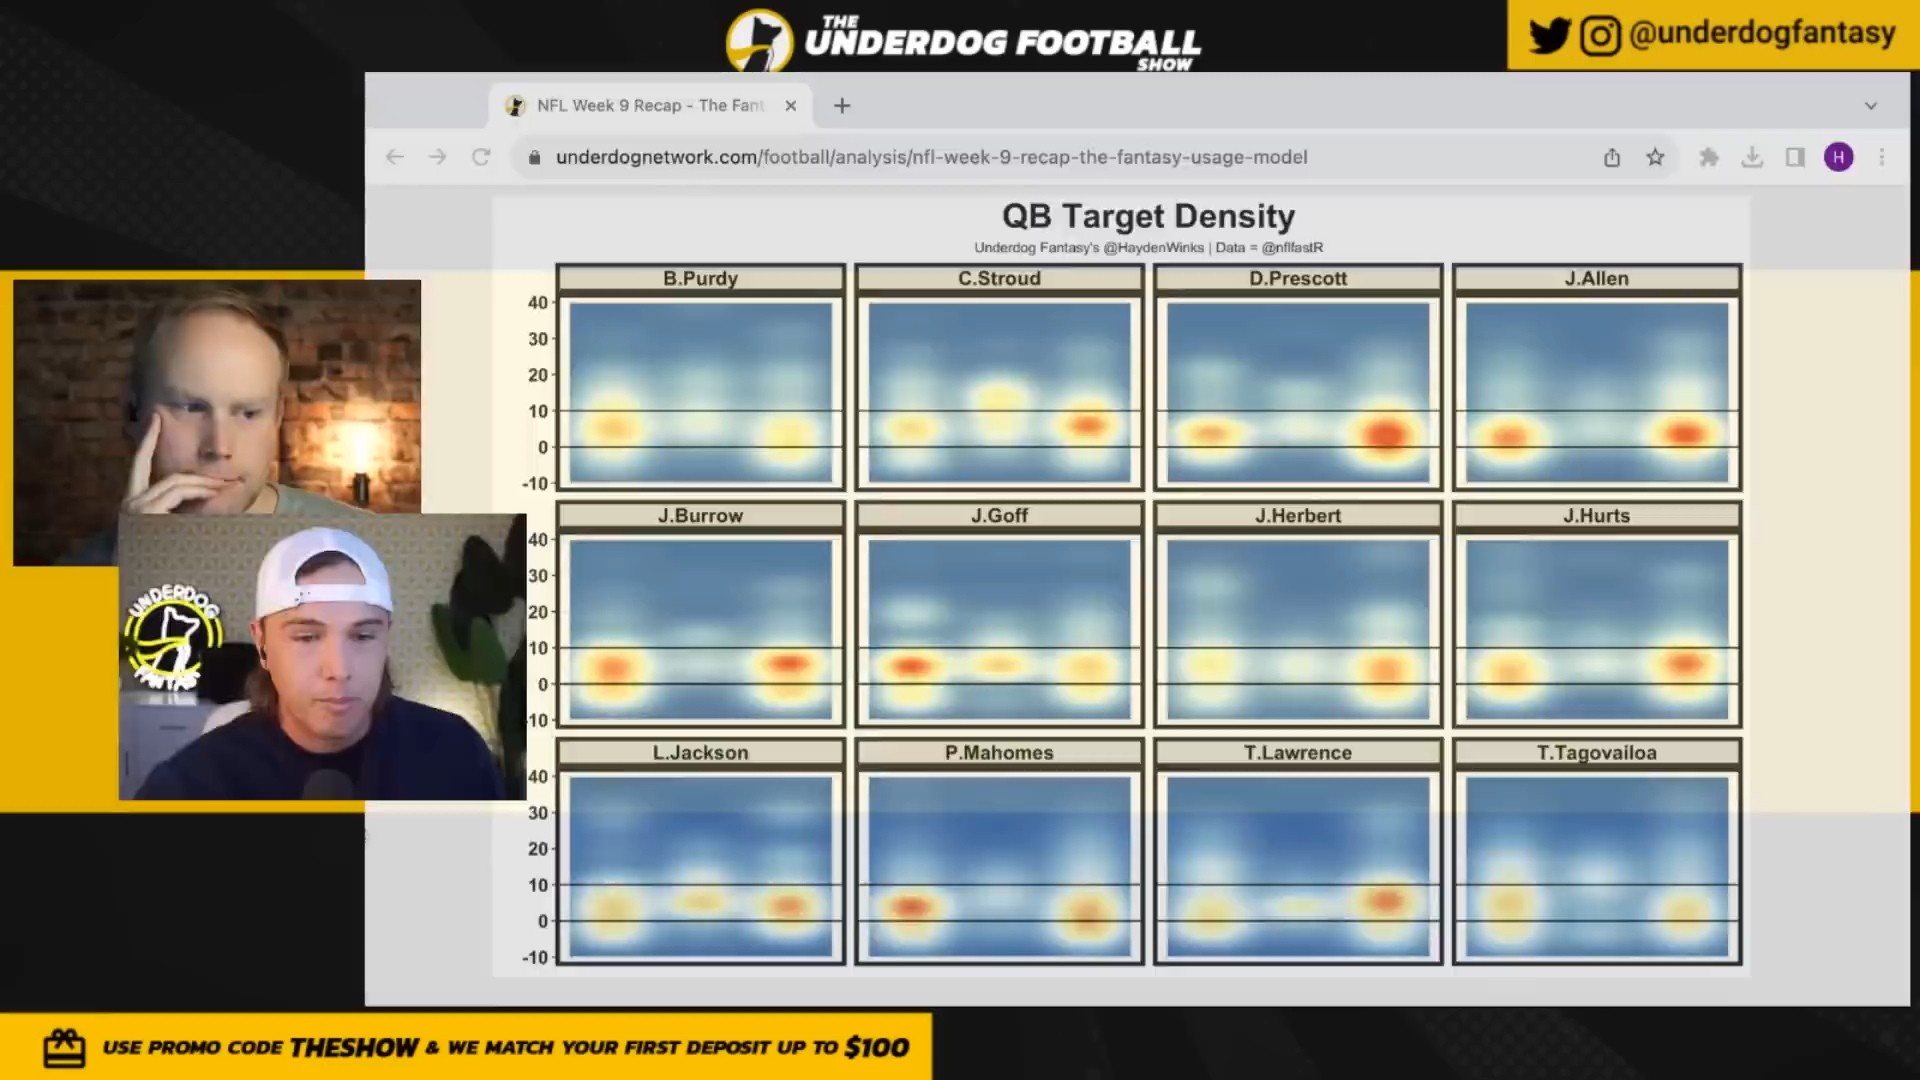 THE
UNDERDOG FOOTBALL
SHOW
@underdogfantasy
NFL Week 9 Recap - The Fant
underdognetwork.com/football/analysis/nfl-week-9-recap-the-fantasy-usage-model
H
QB Target Density
Underdog Fantasy's @HaydenWinks | Data = @nflfastR
B.Purdy C.Stroud D.Prescott J.Allen
40
30
20
10
0
-10
J.Burrow J.Goff J.Herbert J.Hurts
40
30
20
10
0
-10
L.Jackson P.Mahomes T.Lawrence T.Tagovailoa
40
30
20
10
0
-10
UNDERDOG
FANTASY
USE PROMO CODE THESHOW & WE MATCH YOUR FIRST DEPOSIT UP TO $100